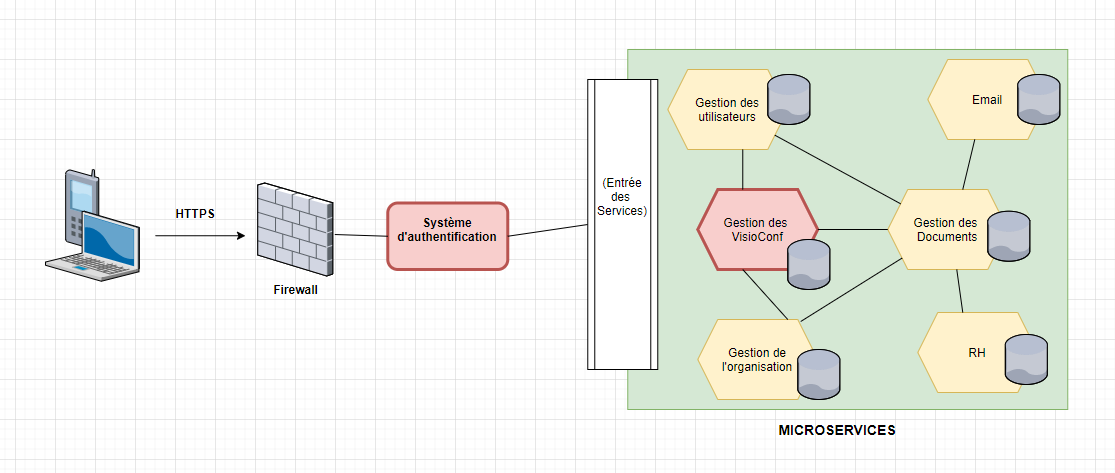 HTTPS
Firewall
Système
d'authentification
(Entrée
des
Services)
Gestion des
utilisateurs
Email
Gestion des
VisioConf
Gestion des
Documents
Gestion de
l'organisation
RH
MICROSERVICES